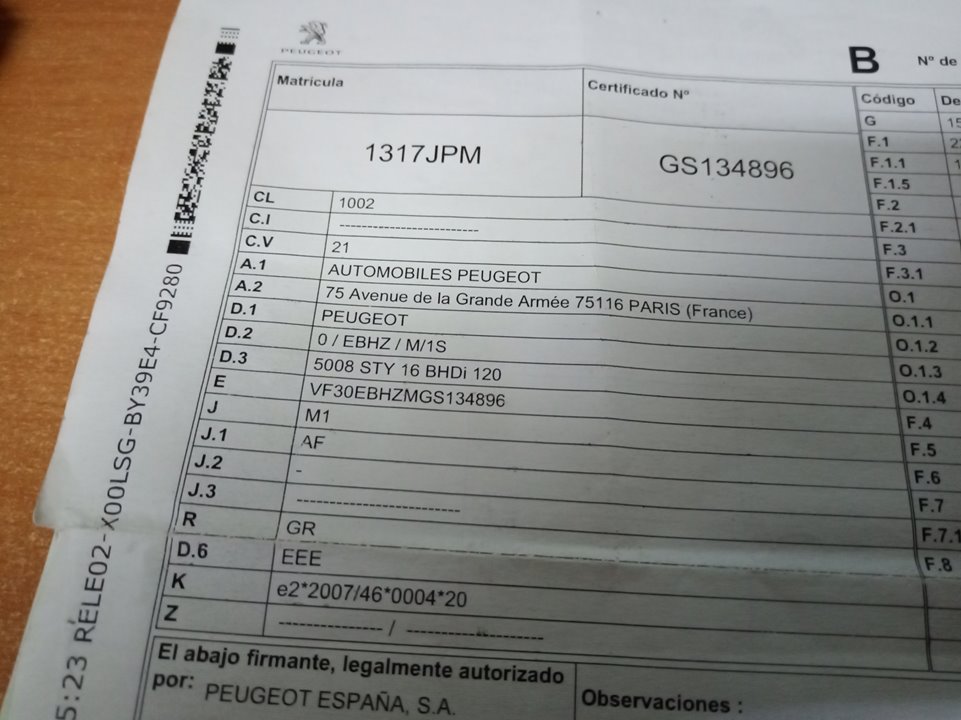 PEUGEOT
B
Nº de
Matrícula
Certificado Nº
1317JPM
GS134896
CL 1002
C.I --------------------------
C.V 21
A.1 AUTOMOBILES PEUGEOT
A.2 75 Avenue de la Grande Armée 75116 PARIS (France)
D.1 PEUGEOT
D.2 0 / EBHZ / M/1S
D.3 5008 STY 16 BHDi 120
E VF30EBHZMGS134896
J M1
J.1 AF
J.2 -
J.3 --------------------------
R GR
D.6 EEE
K e2*2007/46*0004*20
Z ----------------- / ----------------------
El abajo firmante, legalmente autorizado
por: PEUGEOT ESPAÑA, S.A.
Observaciones :
Código
G
F.1
F.1.1
F.1.5
F.2
F.2.1
F.3
F.3.1
O.1
O.1.1
O.1.2
O.1.3
O.1.4
F.4
F.5
F.6
F.7
F.7.1
F.8
5:23 RELE02-X00LSG-BY39E4-CF9280